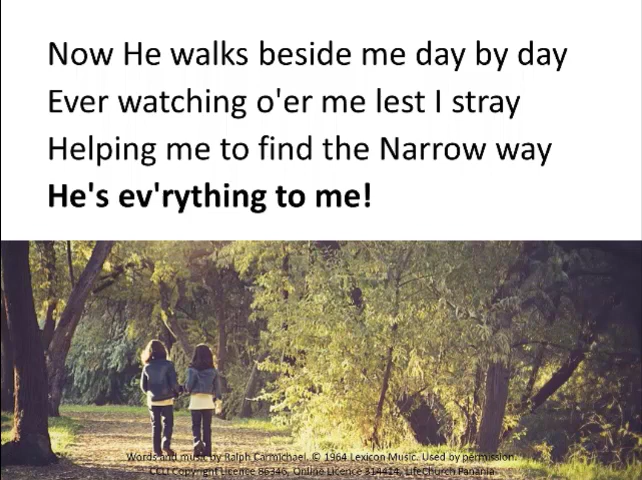 Now He walks beside me day by day
Ever watching o'er me lest I stray
Helping me to find the Narrow way
He's ev'rything to me!
Words and music by Ralph Carmichael. © 1964 Lexicon Music. Used by permission.
CCLI Copyright Licence 86346, Online Licence 314414, LifeChurch Panania